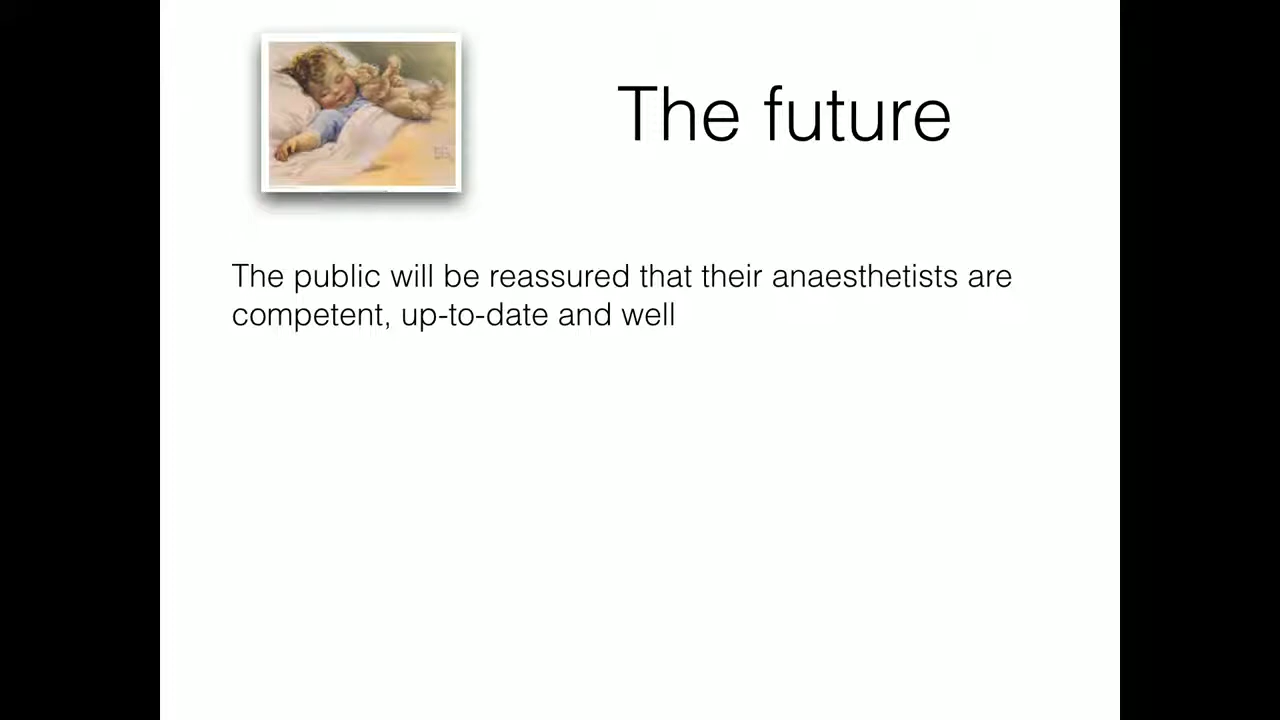 The future
The public will be reassured that their anaesthetists are
competent, up-to-date and well